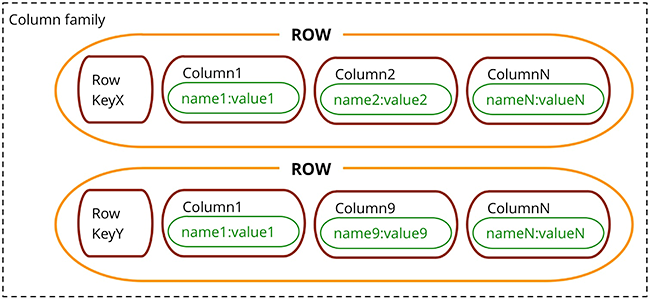 Column family
ROW
Row
KeyX
Column1
name1:value1
Column2
name2:value2
ColumnN
nameN:valueN
ROW
Row
KeyY
Column1
name1:value1
Column9
name9:value9
ColumnN
nameN:valueN